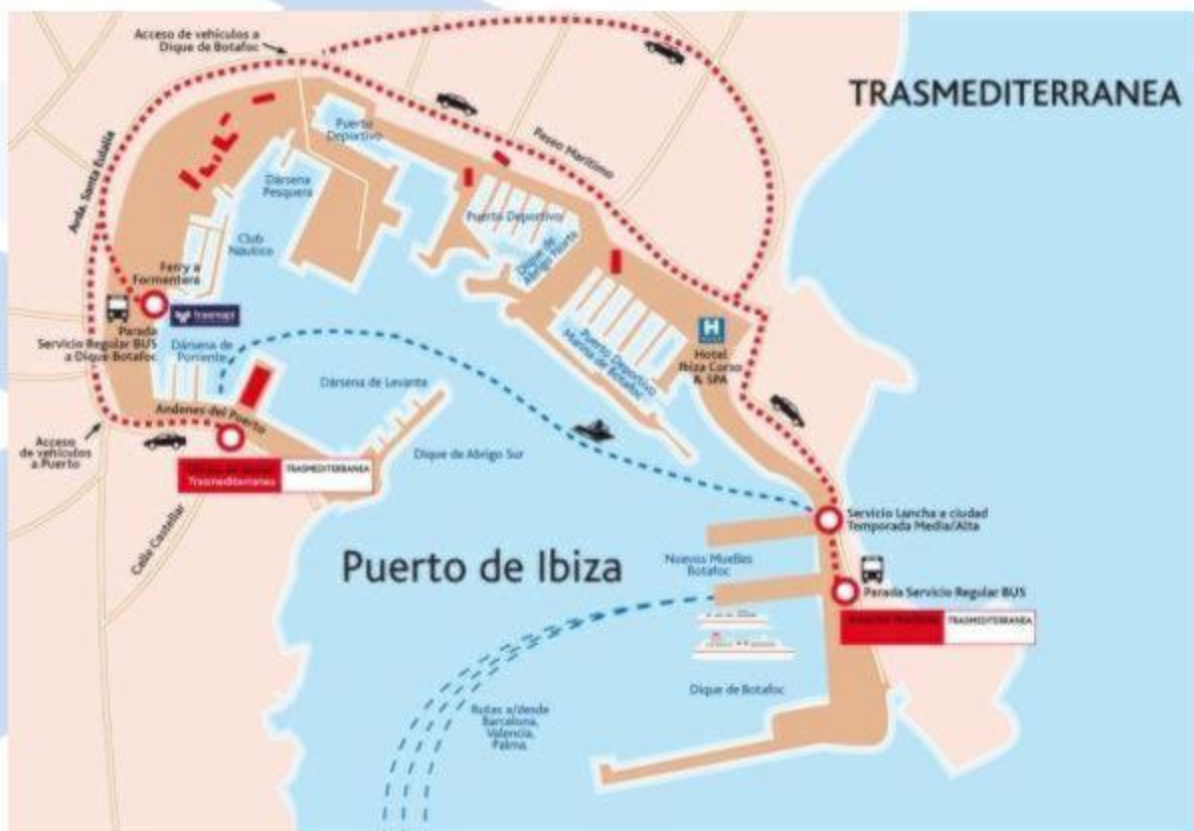 Acceso de vehículos a
Dique de Botafoc
TRASMEDITERRANEA
Avda. Santa Eulalia
Puerto
Deportivo
Paseo Marítimo
Dársena
Pesquera
Puerto Deportivo
Club
Náutico
Dique de
Abrigo Norte
Ferry a
Formentera
trasmapi
Parada
Servicio Regular BUS
a Dique Botafoc
Dársena de
Poniente
Puerto Deportivo
Marina de Botafoc
H
Hotel
Ibiza Corso
& SPA
Dársena de Levante
Andenes del Puerto
Acceso
de vehículos
a Puerto
Dique de Abrigo Sur
Trasmediterranea
TRASMEDITERRANEA
Calle Castellar
Servicio Lancha a ciudad
Temporada Media/Alta
Puerto de Ibiza
Nuevos Muelles
Botafoc
Parada Servicio Regular BUS
TRASMEDITERRANEA
Dique de Botafoc
Rutas a/desde
Barcelona,
Valencia,
Palma.